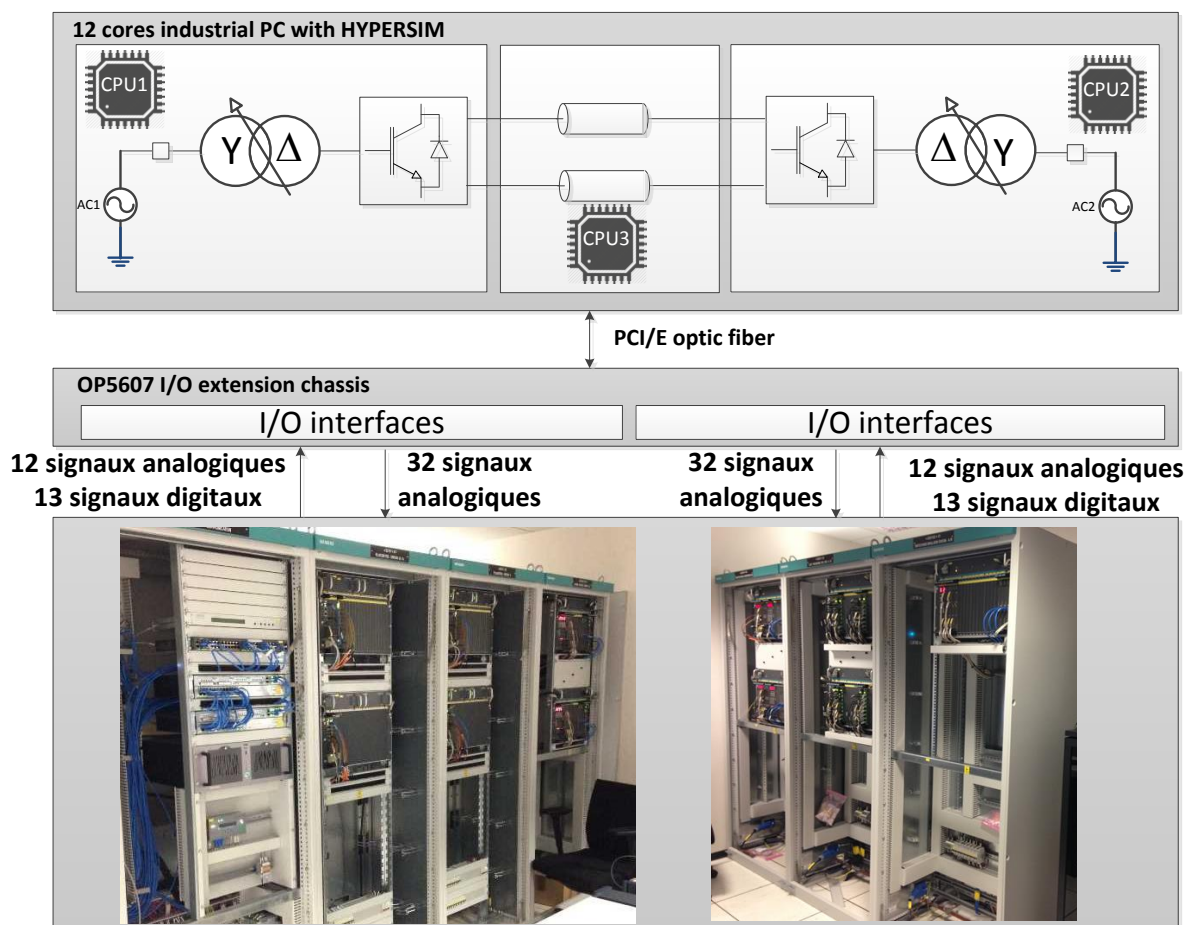 12 cores industrial PC with HYPERSIM
CPU1
CPU2
Y Δ
Δ Y
AC1
AC2
CPU3
PCI/E optic fiber
OP5607 I/O extension chassis
I/O interfaces
I/O interfaces
12 signaux analogiques
13 signaux digitaux
32 signaux
analogiques
32 signaux
analogiques
12 signaux analogiques
13 signaux digitaux